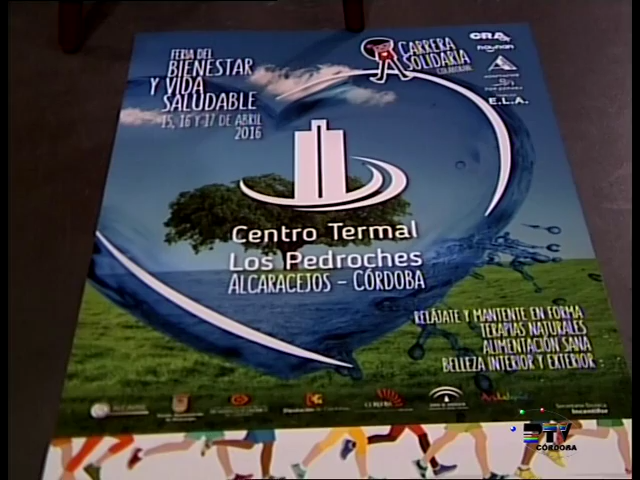 FERIA DEL
BIENESTAR
Y VIDA
SALUDABLE
15, 16 Y 17 DE ABRIL
2016
CARRERA
SOLIDARIA
E.L.A.
Centro Termal
Los Pedroches
ALCARACEJOS - CÓRDOBA
RELÁJATE Y MANTENTE EN FORMA
TERAPIAS NATURALES
ALIMENTACIÓN SANA
BELLEZA INTERIOR Y EXTERIOR
PTV
CÓRDOBA